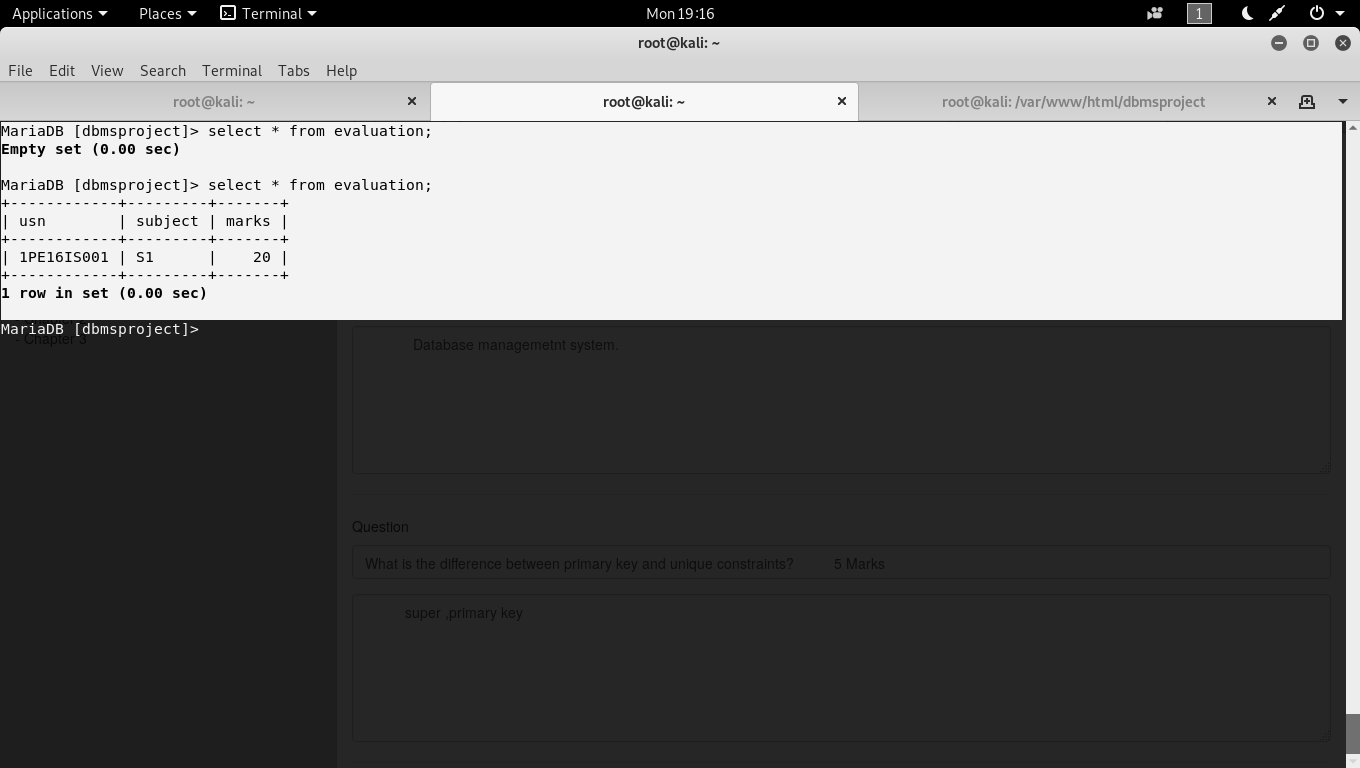 Applications Places Terminal Mon 19:16 1
root@kali: ~
File Edit View Search Terminal Tabs Help
root@kali: ~ root@kali: ~ root@kali: /var/www/html/dbmsproject
MariaDB [dbmsproject]> select * from evaluation;
Empty set (0.00 sec)
MariaDB [dbmsproject]> select * from evaluation;
+------------+---------+-------+
| usn        | subject | marks |
+------------+---------+-------+
| 1PE16IS001 | S1      |    20 |
+------------+---------+-------+
1 row in set (0.00 sec)
MariaDB [dbmsproject]>
- Chapter 3
Database managemetnt system.
Question
What is the difference between primary key and unique constraints? 5 Marks
super ,primary key